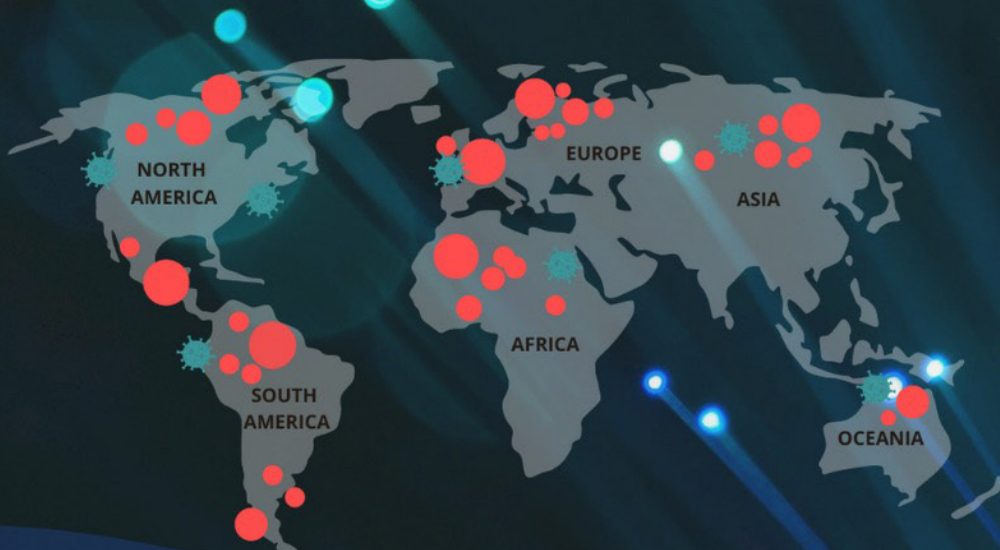 NORTH
AMERICA
EUROPE
ASIA
AFRICA
SOUTH
AMERICA
OCEANIA